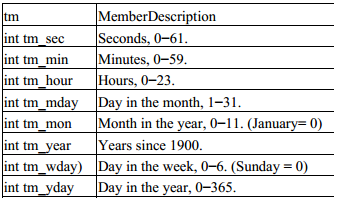 tm MemberDescription
int tm_sec Seconds, 0–61.
int tm_min Minutes, 0–59.
int tm_hour Hours, 0–23.
int tm_mday Day in the month, 1–31.
int tm_mon Month in the year, 0–11. (January= 0)
int tm_year Years since 1900.
int tm_wday) Day in the week, 0–6. (Sunday = 0)
int tm_yday Day in the year, 0–365.